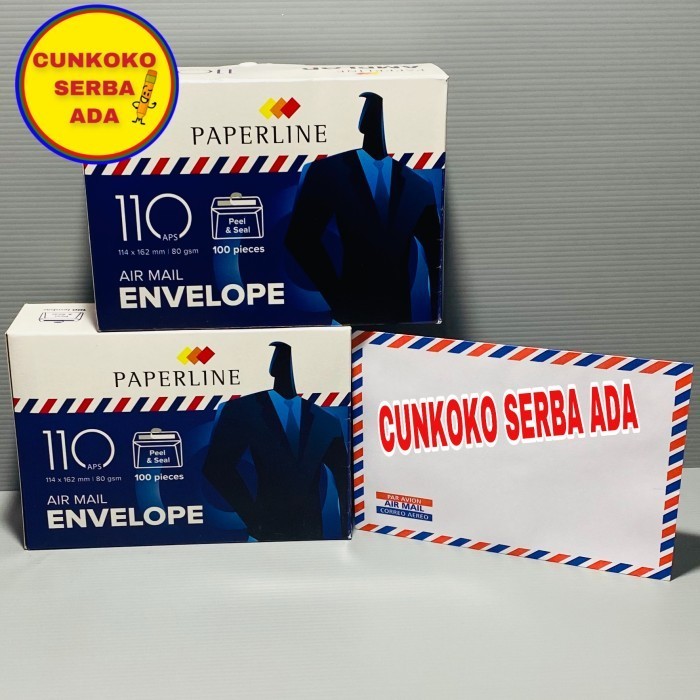 CUNKOKO
SERBA
ADA
PAPERLINE
110
APS
114 x 162 mm | 80 gsm
Peel
& Seal
100 pieces
AIR MAIL
ENVELOPE
PAPERLINE
110
APS
114 x 162 mm | 80 gsm
Peel
& Seal
100 pieces
AIR MAIL
ENVELOPE
CUNKOKO SERBA ADA
PAR AVION
AIR MAIL
CORREO AEREO